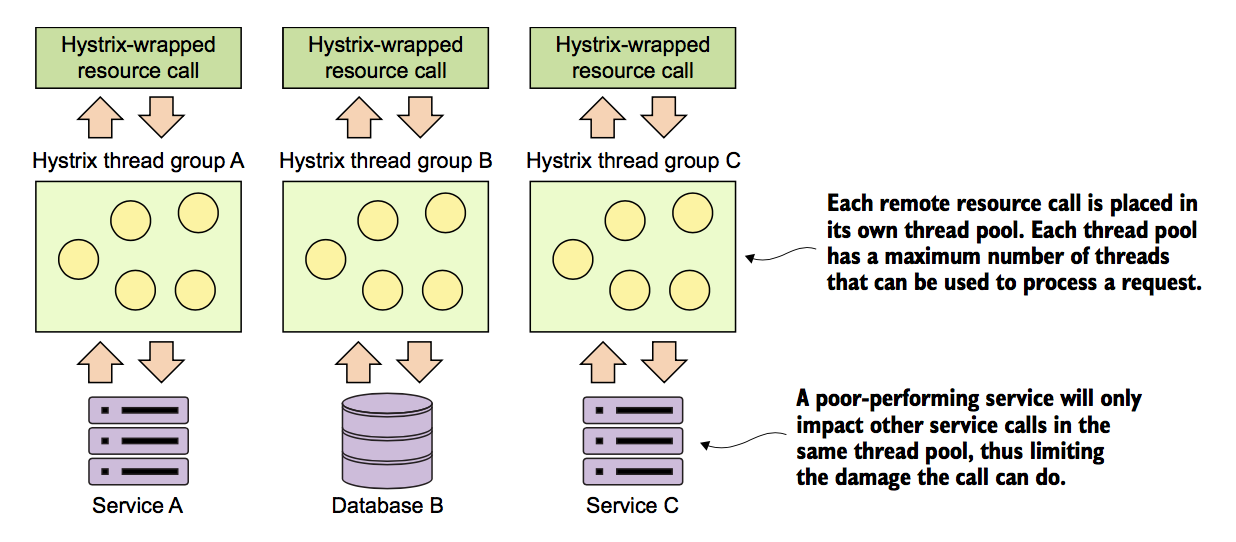 Hystrix-wrapped
resource call
Hystrix-wrapped
resource call
Hystrix-wrapped
resource call
Hystrix thread group A
Hystrix thread group B
Hystrix thread group C
Each remote resource call is placed in
its own thread pool. Each thread pool
has a maximum number of threads
that can be used to process a request.
A poor-performing service will only
impact other service calls in the
same thread pool, thus limiting
the damage the call can do.
Service A
Database B
Service C